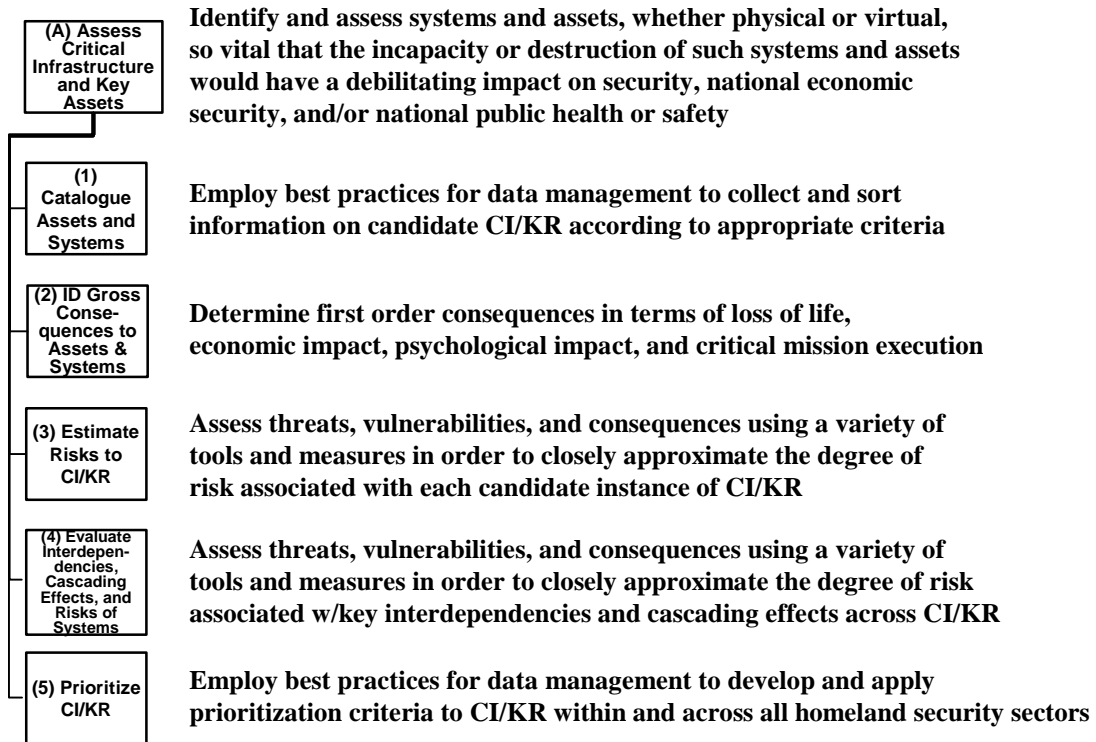 (A) Assess
Critical
Infrastructure
and Key
Assets
Identify and assess systems and assets, whether physical or virtual,
so vital that the incapacity or destruction of such systems and assets
would have a debilitating impact on security, national economic
security, and/or national public health or safety
(1)
Catalogue
Assets and
Systems
Employ best practices for data management to collect and sort
information on candidate CI/KR according to appropriate criteria
(2) ID Gross
Conse-
quences to
Assets &
Systems
Determine first order consequences in terms of loss of life,
economic impact, psychological impact, and critical mission execution
(3) Estimate
Risks to
CI/KR
Assess threats, vulnerabilities, and consequences using a variety of
tools and measures in order to closely approximate the degree of
risk associated with each candidate instance of CI/KR
(4) Evaluate
Interdepen-
dencies,
Cascading
Effects, and
Risks of
Systems
Assess threats, vulnerabilities, and consequences using a variety of
tools and measures in order to closely approximate the degree of risk
associated w/key interdependencies and cascading effects across CI/KR
(5) Prioritize
CI/KR
Employ best practices for data management to develop and apply
prioritization criteria to CI/KR within and across all homeland security sectors